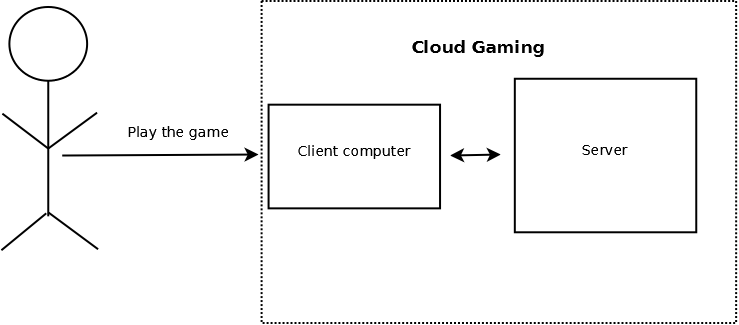 Cloud Gaming
Play the game
Client computer
Server